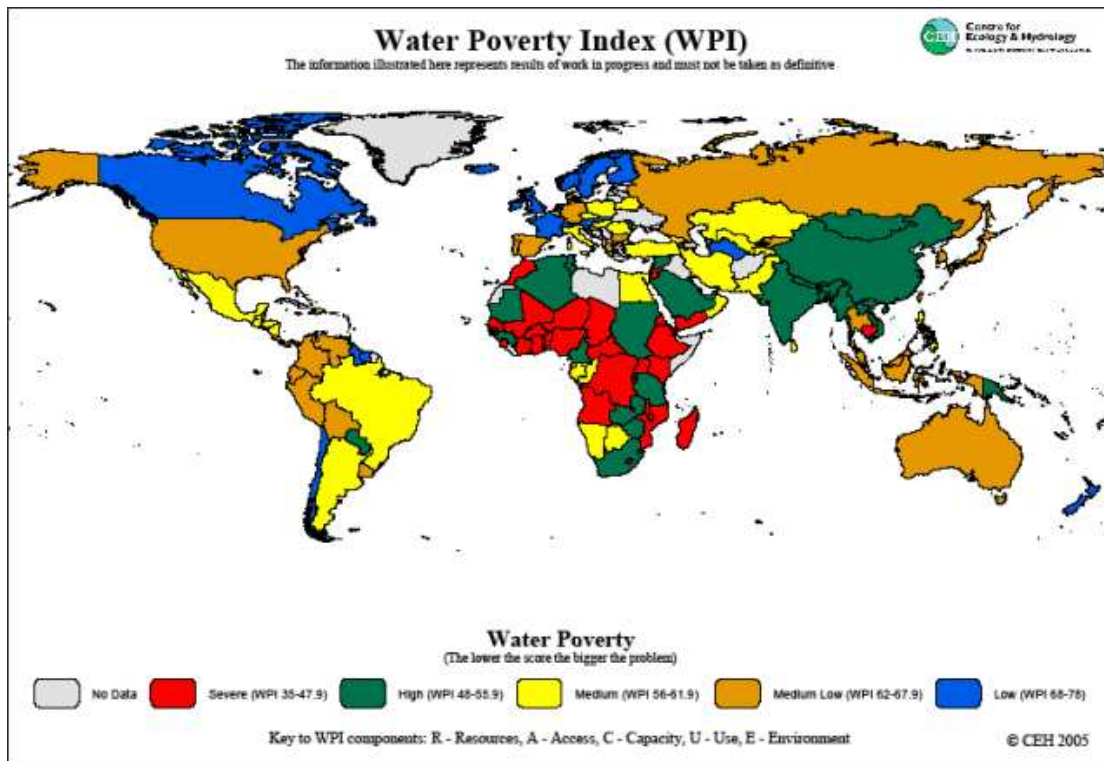 Water Poverty Index (WPI)
The information illustrated here represents results of work in progress and must not be taken as definitive
CEH
Centre for
Ecology & Hydrology
Water Poverty
(The lower the score the bigger the problem)
No Data
Severe (WPI 35-47.9)
High (WPI 48-55.9)
Medium (WPI 56-61.9)
Medium Low (WPI 62-67.9)
Low (WPI 68-78)
Key to WPI components: R - Resources, A - Access, C - Capacity, U - Use, E - Environment
© CEH 2005